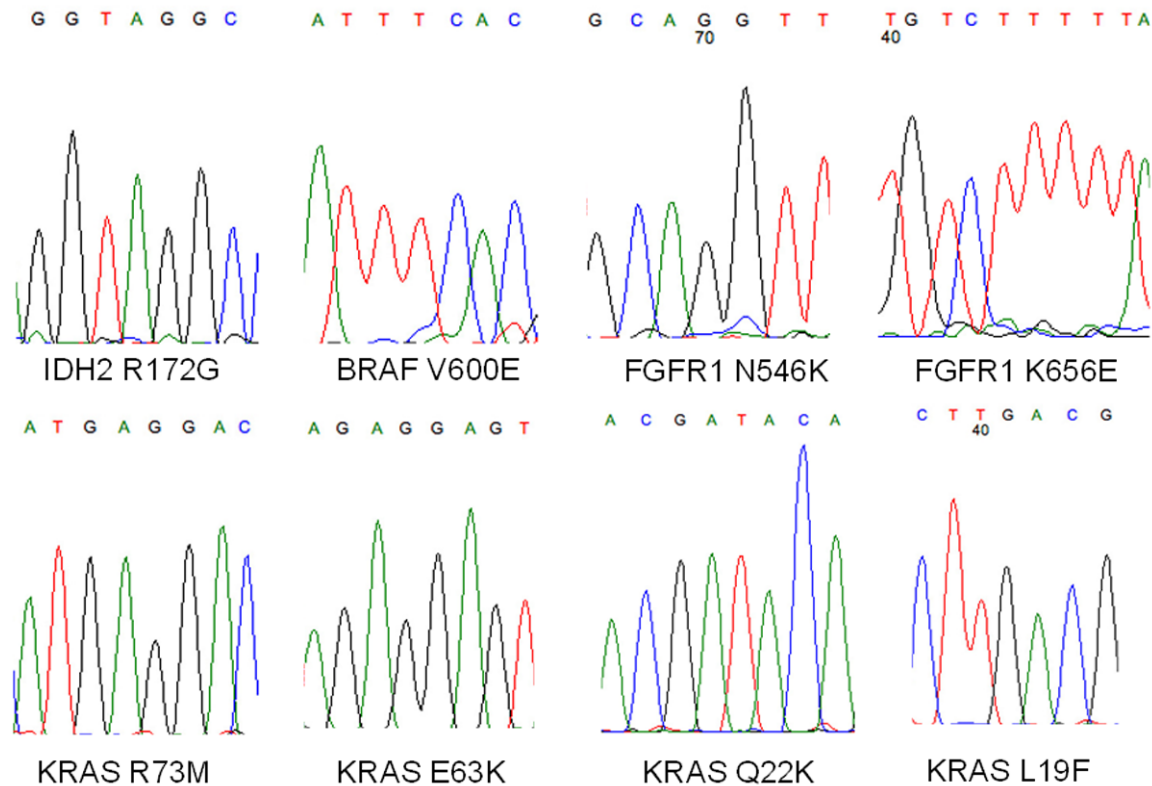 G G T A G G C
A T T T C A C
G C A G G T T
70
T G T C T T T T T A
40
IDH2 R172G
BRAF V600E
FGFR1 N546K
FGFR1 K656E
A T G A G G A C
A G A G G A G T
A C G A T A C A
C T T G A C G
40
KRAS R73M
KRAS E63K
KRAS Q22K
KRAS L19F